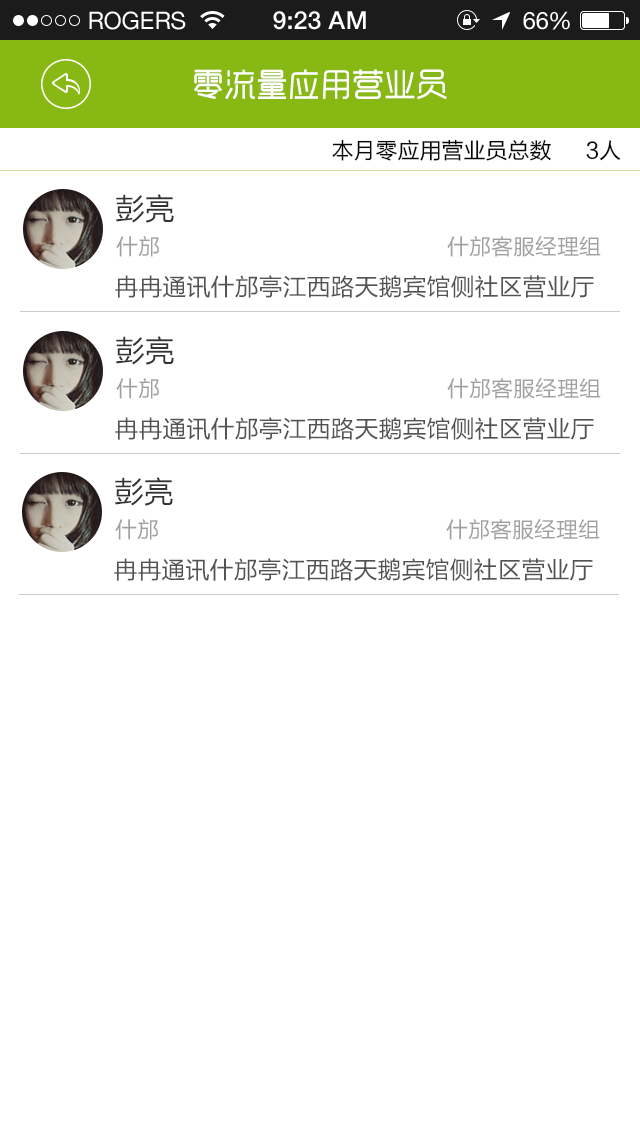 ROGERS 9:23 AM 66%
零流量应用营业员
本月零应用营业员总数 3人
彭亮
什邡 什邡客服经理组
冉冉通讯什邡亭江西路天鹅宾馆侧社区营业厅
彭亮
什邡 什邡客服经理组
冉冉通讯什邡亭江西路天鹅宾馆侧社区营业厅
彭亮
什邡 什邡客服经理组
冉冉通讯什邡亭江西路天鹅宾馆侧社区营业厅